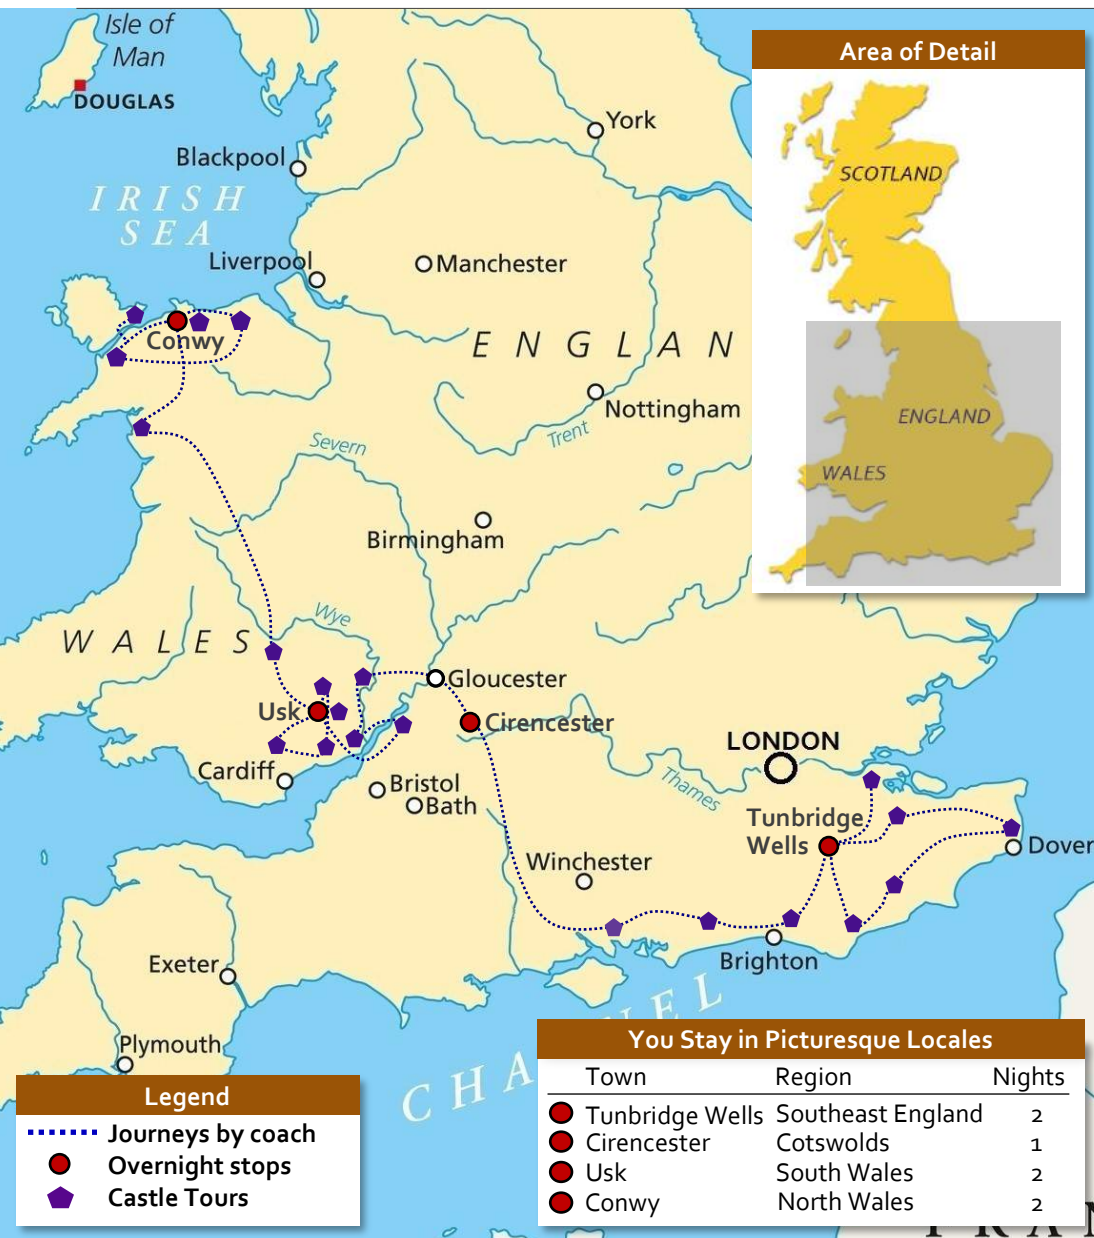 Isle of
Man
DOUGLAS
Area of Detail
SCOTLAND
ENGLAND
WALES
York
Blackpool
IRISH
SEA
Liverpool
Manchester
Conwy
ENGLAN
Nottingham
Trent
Severn
Birmingham
Wye
WALES
Gloucester
Usk
Cirencester
LONDON
Cardiff
Bristol
Bath
Thames
Tunbridge
Wells
Dover
Winchester
Brighton
Exeter
Plymouth
CHA
NEL
Legend
Journeys by coach
Overnight stops
Castle Tours
You Stay in Picturesque Locales
Town Region Nights
Tunbridge Wells Southeast England 2
Cirencester Cotswolds 1
Usk South Wales 2
Conwy North Wales 2